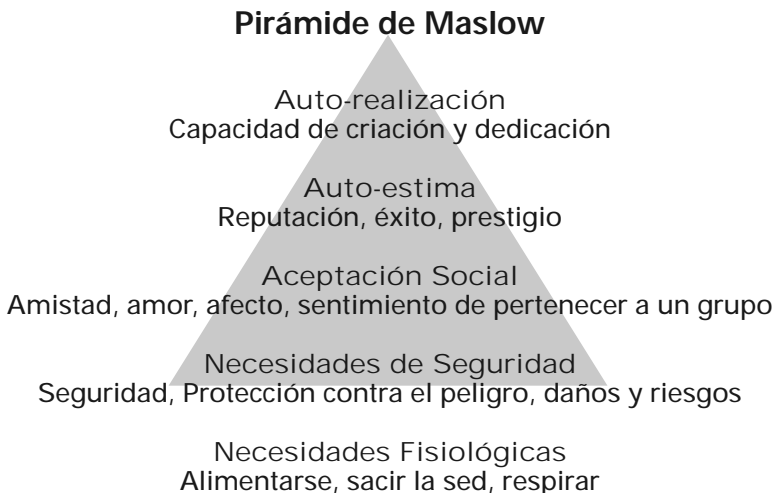 Pirámide de Maslow
Auto-realización
Capacidad de criación y dedicación
Auto-estima
Reputación, éxito, prestigio
Aceptación Social
Amistad, amor, afecto, sentimiento de pertenecer a un grupo
Necesidades de Seguridad
Seguridad, Protección contra el peligro, daños y riesgos
Necesidades Fisiológicas
Alimentarse, sacir la sed, respirar